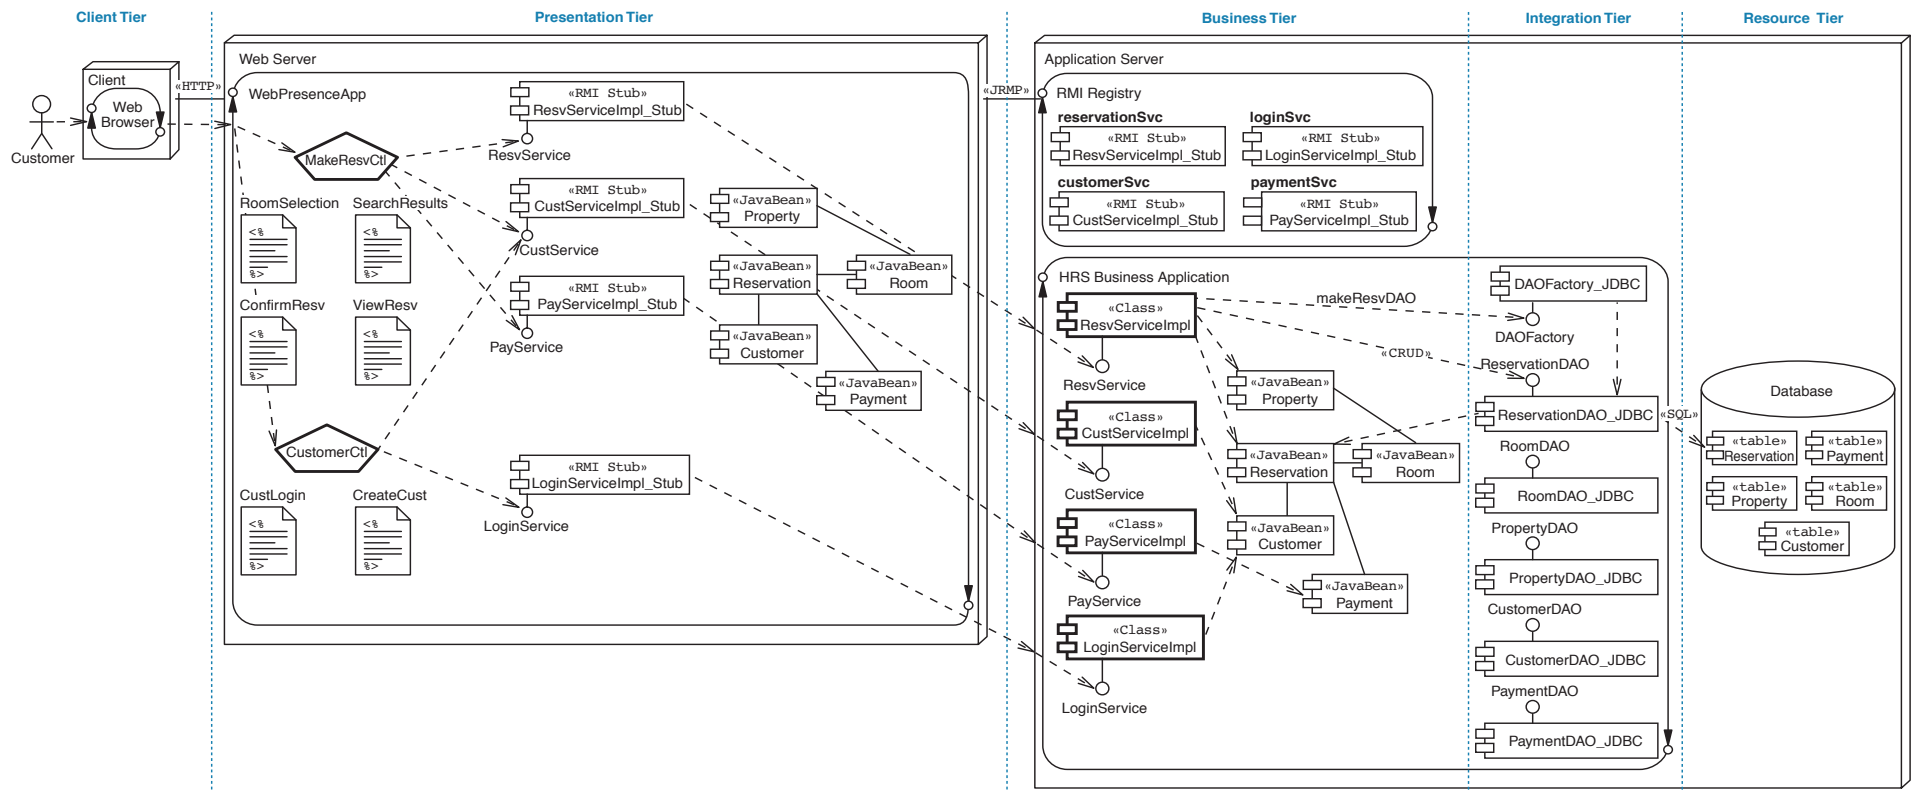 Client Tier
Presentation Tier
Business Tier
Integration Tier
Resource Tier
Customer
Client
Web
Browser
«HTTP»
Web Server
WebPresenceApp
MakeResvCtl
RoomSelection
<%
%>
SearchResults
<%
%>
ConfirmResv
<%
%>
ViewResv
<%
%>
CustomerCtl
CustLogin
<%
%>
CreateCust
<%
%>
«RMI Stub»
ResvServiceImpl_Stub
ResvService
«RMI Stub»
CustServiceImpl_Stub
CustService
«RMI Stub»
PayServiceImpl_Stub
PayService
«RMI Stub»
LoginServiceImpl_Stub
LoginService
«JavaBean»
Property
«JavaBean»
Reservation
«JavaBean»
Room
«JavaBean»
Customer
«JavaBean»
Payment
«JRMP»
Application Server
RMI Registry
reservationSvc
«RMI Stub»
ResvServiceImpl_Stub
loginSvc
«RMI Stub»
LoginServiceImpl_Stub
customerSvc
«RMI Stub»
CustServiceImpl_Stub
paymentSvc
«RMI Stub»
PayServiceImpl_Stub
HRS Business Application
«Class»
ResvServiceImpl
ResvService
«Class»
CustServiceImpl
CustService
«Class»
PayServiceImpl
PayService
«Class»
LoginServiceImpl
LoginService
«JavaBean»
Property
«JavaBean»
Reservation
«JavaBean»
Room
«JavaBean»
Customer
«JavaBean»
Payment
makeResvDAO
«CRUD»
DAOFactory_JDBC
DAOFactory
ReservationDAO
ReservationDAO_JDBC
RoomDAO
RoomDAO_JDBC
PropertyDAO
PropertyDAO_JDBC
CustomerDAO
CustomerDAO_JDBC
PaymentDAO
PaymentDAO_JDBC
«SQL»
Database
«table»
Reservation
«table»
Payment
«table»
Property
«table»
Room
«table»
Customer